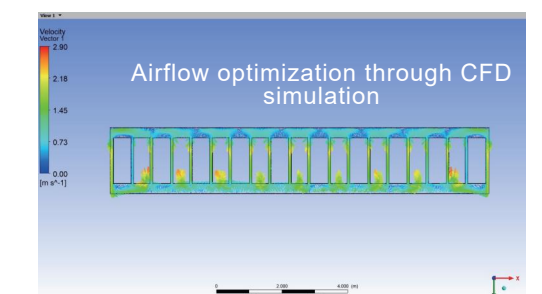 View 1
Velocity
Vector 1
2.90
2.18
1.45
0.73
0.00
[m s^-1]
Airflow optimization through CFD
simulation
0
2.000
4.000
(m)
X